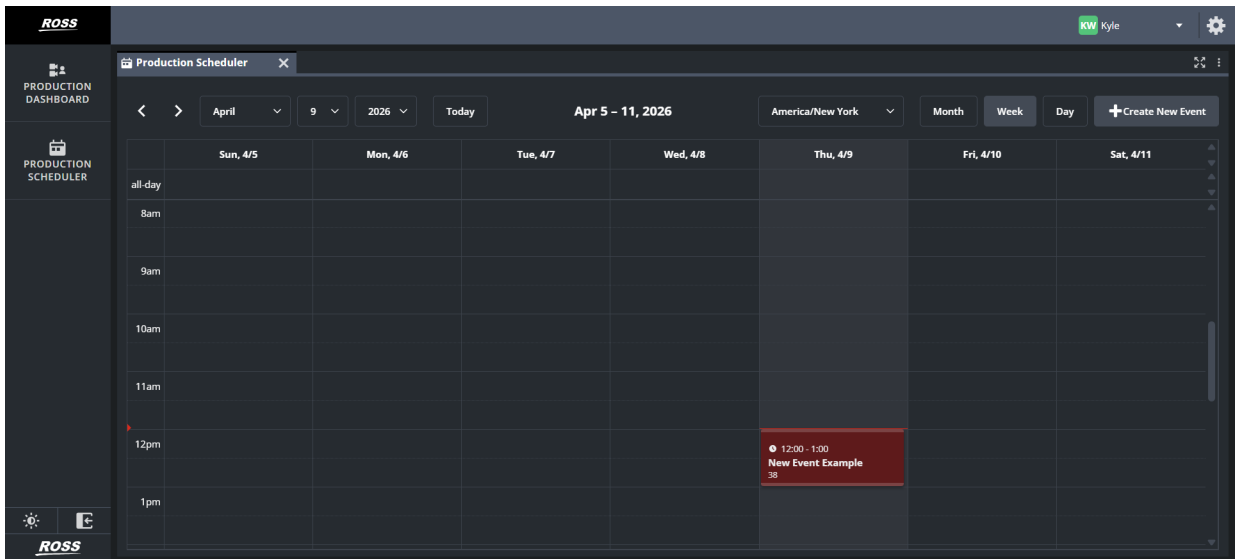 ROSS
KW Kyle
PRODUCTION
DASHBOARD
PRODUCTION
SCHEDULER
Production Scheduler
April 9 2026 Today Apr 5 – 11, 2026 America/New York Month Week Day Create New Event
Sun, 4/5 Mon, 4/6 Tue, 4/7 Wed, 4/8 Thu, 4/9 Fri, 4/10 Sat, 4/11
all-day
8am
9am
10am
11am
12pm
12:00 - 1:00
New Event Example
38
1pm
ROSS